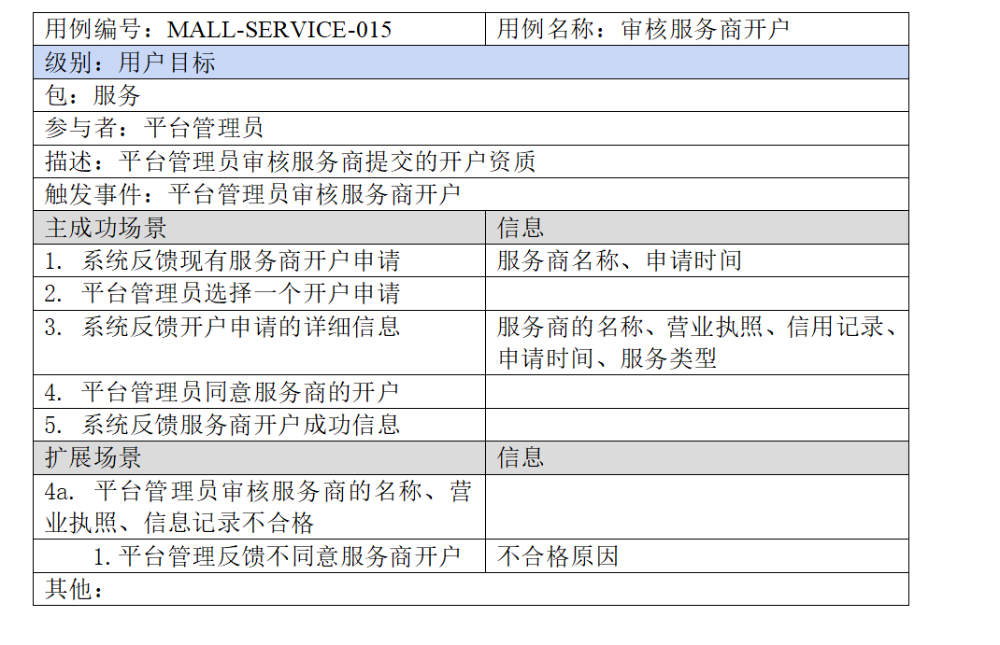 用例编号：MALL-SERVICE-015 用例名称：审核服务商开户
级别：用户目标
包：服务
参与者：平台管理员
描述：平台管理员审核服务商提交的开户资质
触发事件：平台管理员审核服务商开户
主成功场景 信息
1. 系统反馈现有服务商开户申请 服务商名称、申请时间
2. 平台管理员选择一个开户申请
3. 系统反馈开户申请的详细信息 服务商的名称、营业执照、信用记录、
申请时间、服务类型
4. 平台管理员同意服务商的开户
5. 系统反馈服务商开户成功信息
扩展场景 信息
4a. 平台管理员审核服务商的名称、营
业执照、信息记录不合格
1.平台管理反馈不同意服务商开户 不合格原因
其他：